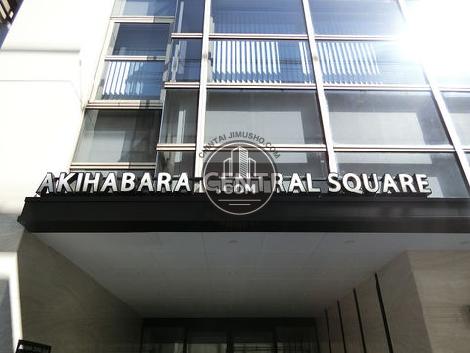 CHINTAI JIMUSHO.COM
AKIHABARA CENTRAL SQUARE
.COM